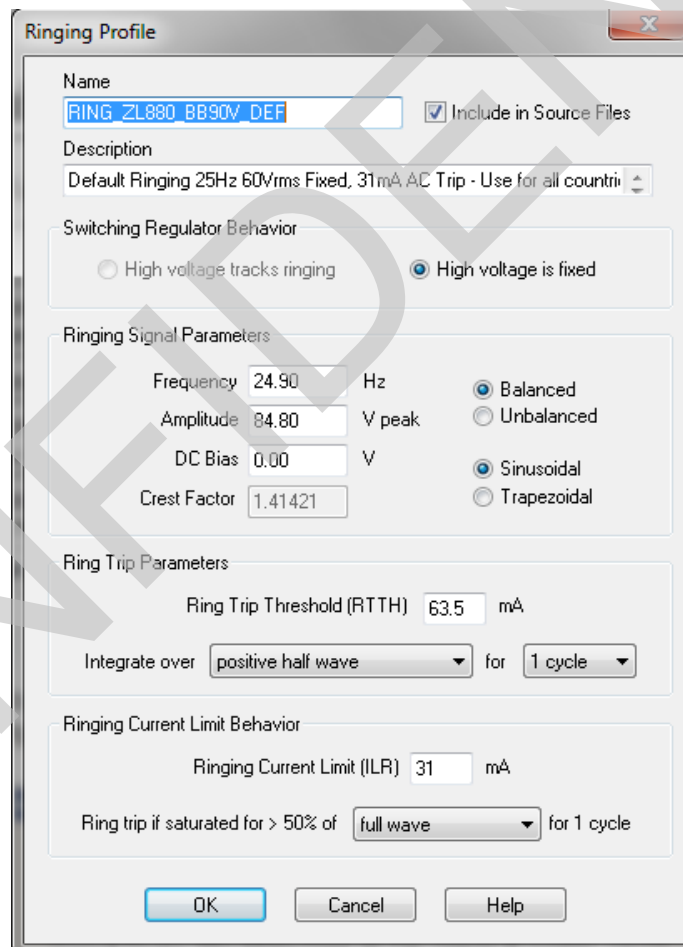 Ringing Profile
Name
RING_ZL880_BB90V_DEF
Include in Source Files
Description
Default Ringing 25Hz 60Vrms Fixed, 31mA AC Trip - Use for all countri
Switching Regulator Behavior
High voltage tracks ringing
High voltage is fixed
Ringing Signal Parameters
Frequency 24.90 Hz
Balanced
Amplitude 84.80 V peak
Unbalanced
DC Bias 0.00 V
Sinusoidal
Crest Factor 1.41421
Trapezoidal
Ring Trip Parameters
Ring Trip Threshold (RTTH) 63.5 mA
Integrate over positive half wave for 1 cycle
Ringing Current Limit Behavior
Ringing Current Limit (ILR) 31 mA
Ring trip if saturated for > 50% of full wave for 1 cycle
OK Cancel Help